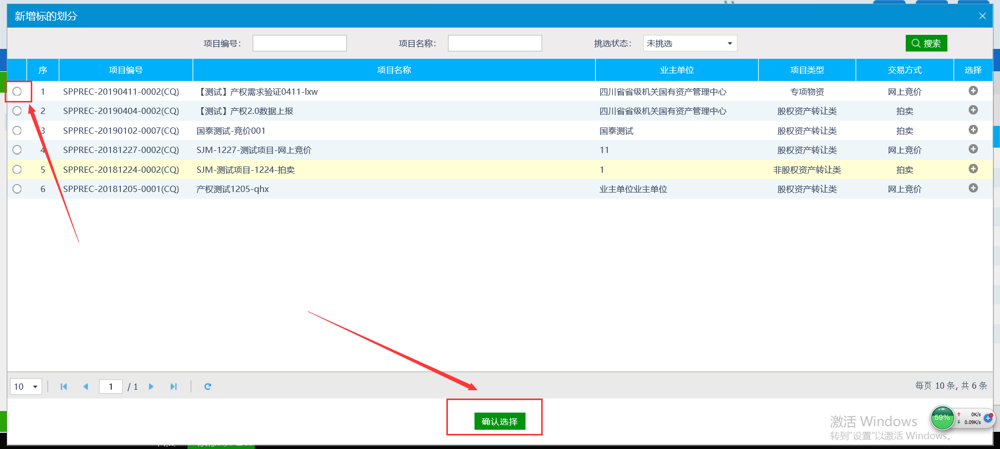 新增标的划分
项目编号： 项目名称： 挑选状态： 未挑选 搜索
序 项目编号 项目名称 业主单位 项目类型 交易方式 选择
1 SPPREC-20190411-0002(CQ) 【测试】产权需求验证0411-lxw 四川省省级机关国有资产管理中心 专项物资 网上竞价
2 SPPREC-20190404-0002(CQ) 【测试】产权2.0数据上报 四川省省级机关国有资产管理中心 股权资产转让类 拍卖
3 SPPREC-20190102-0007(CQ) 国泰测试-竞价001 国泰测试 股权资产转让类 拍卖
4 SPPREC-20181227-0002(CQ) SJM-1227-测试项目-网上竞价 11 股权资产转让类 网上竞价
5 SPPREC-20181224-0002(CQ) SJM-测试项目-1224-拍卖 1 非股权资产转让类 拍卖
6 SPPREC-20181205-0001(CQ) 产权测试1205-qhx 业主单位业主单位 股权资产转让类 网上竞价
10 1 / 1 每页 10 条, 共 6 条
确认选择
激活 Windows
转到“设置”以激活 Windows。
59% 0K/s
0.09K/s